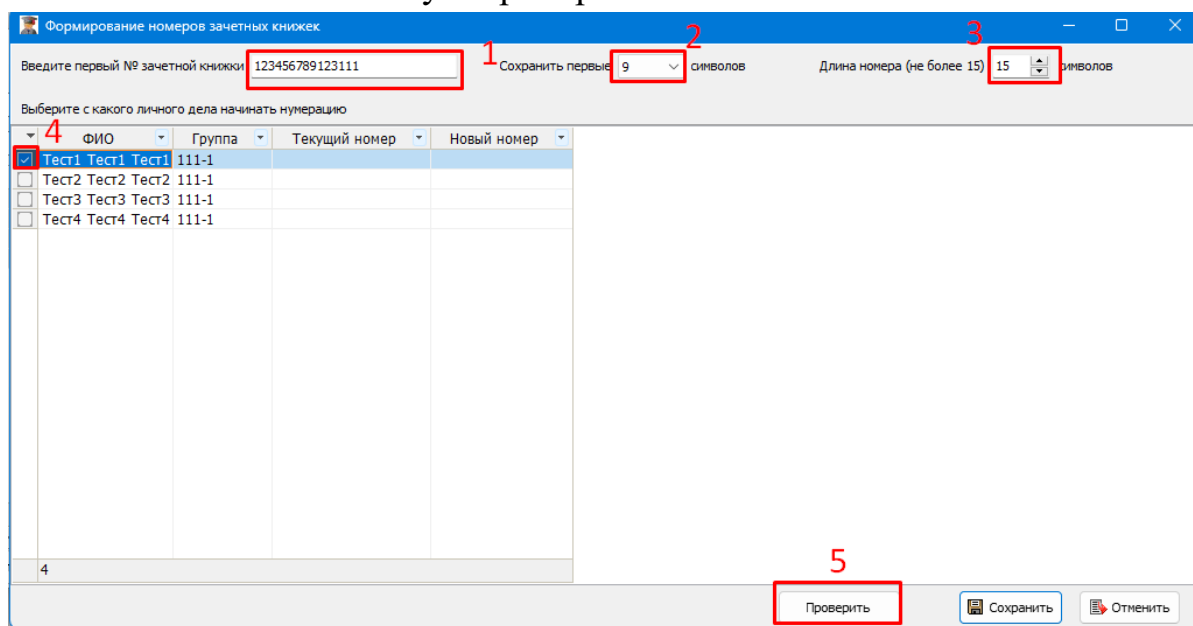 Формирование номеров зачетных книжек
1 2 3
Введите первый № зачетной книжки 123456789123111 Сохранить первые 9 символов Длина номера (не более 15) 15 символов
Выберите с какого личного дела начинать нумерацию
4 ФИО Группа Текущий номер Новый номер
Тест1 Тест1 Тест1 111-1
Тест2 Тест2 Тест2 111-1
Тест3 Тест3 Тест3 111-1
Тест4 Тест4 Тест4 111-1
4
5
Проверить Сохранить Отменить